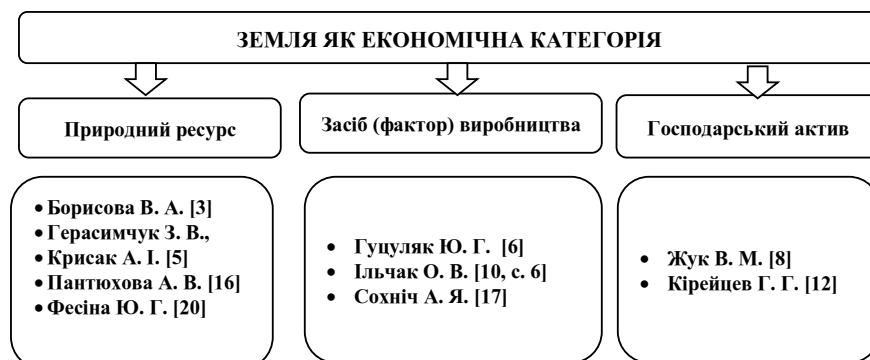 ЗЕМЛЯ ЯК ЕКОНОМІЧНА КАТЕГОРІЯ
Природний ресурс
Засіб (фактор) виробництва
Господарський актив
• Борисова В. А. [3]
• Герасимчук З. В.,
• Крисак А. І. [5]
• Пантюхова А. В. [16]
• Фесіна Ю. Г. [20]
• Гуцуляк Ю. Г. [6]
• Ільчак О. В. [10, с. 6]
• Сохніч А. Я. [17]
• Жук В. М. [8]
• Кірейцев Г. Г. [12]